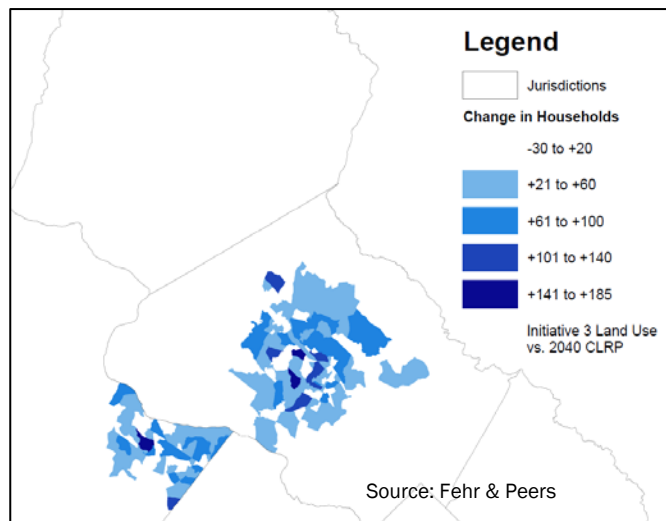 Legend
Jurisdictions
Change in Households
-30 to +20
+21 to +60
+61 to +100
+101 to +140
+141 to +185
Initiative 3 Land Use
vs. 2040 CLRP
Source: Fehr & Peers